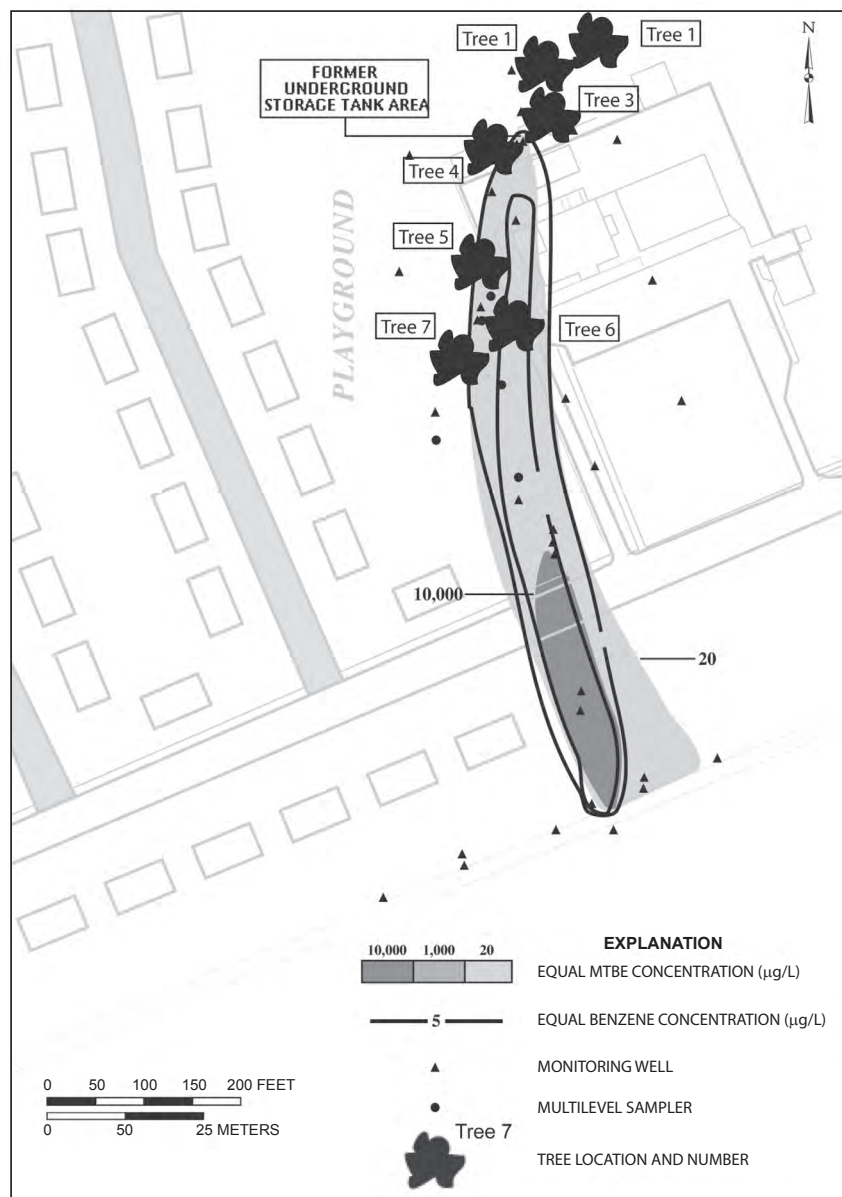 Tree 1
Tree 1
N
FORMER
UNDERGROUND
STORAGE TANK AREA
Tree 3
Tree 4
PLAYGROUND
Tree 5
Tree 7
Tree 6
10,000
20
EXPLANATION
10,000 1,000 20
EQUAL MTBE CONCENTRATION (µg/L)
5
EQUAL BENZENE CONCENTRATION (µg/L)
MONITORING WELL
MULTILEVEL SAMPLER
Tree 7
TREE LOCATION AND NUMBER
0 50 100 150 200 FEET
0 50 25 METERS